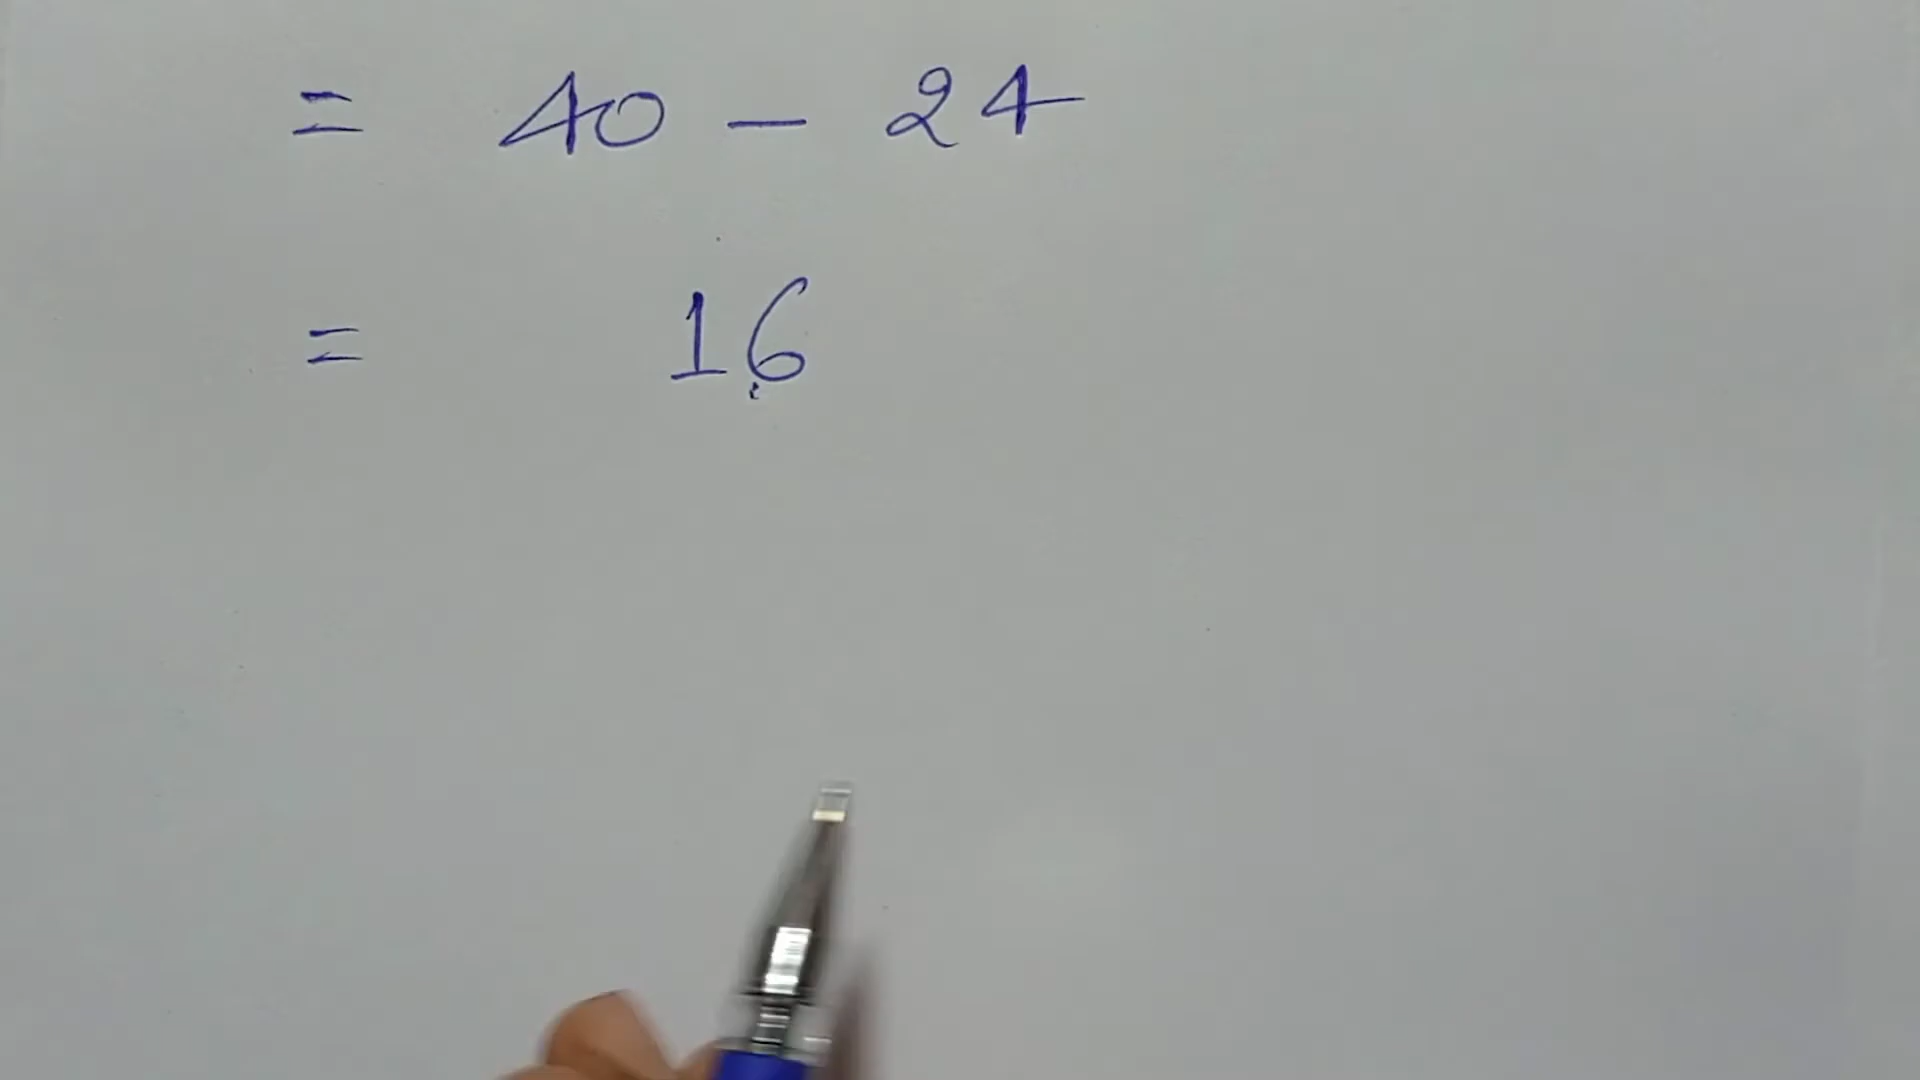 = 40 – 24
= 16